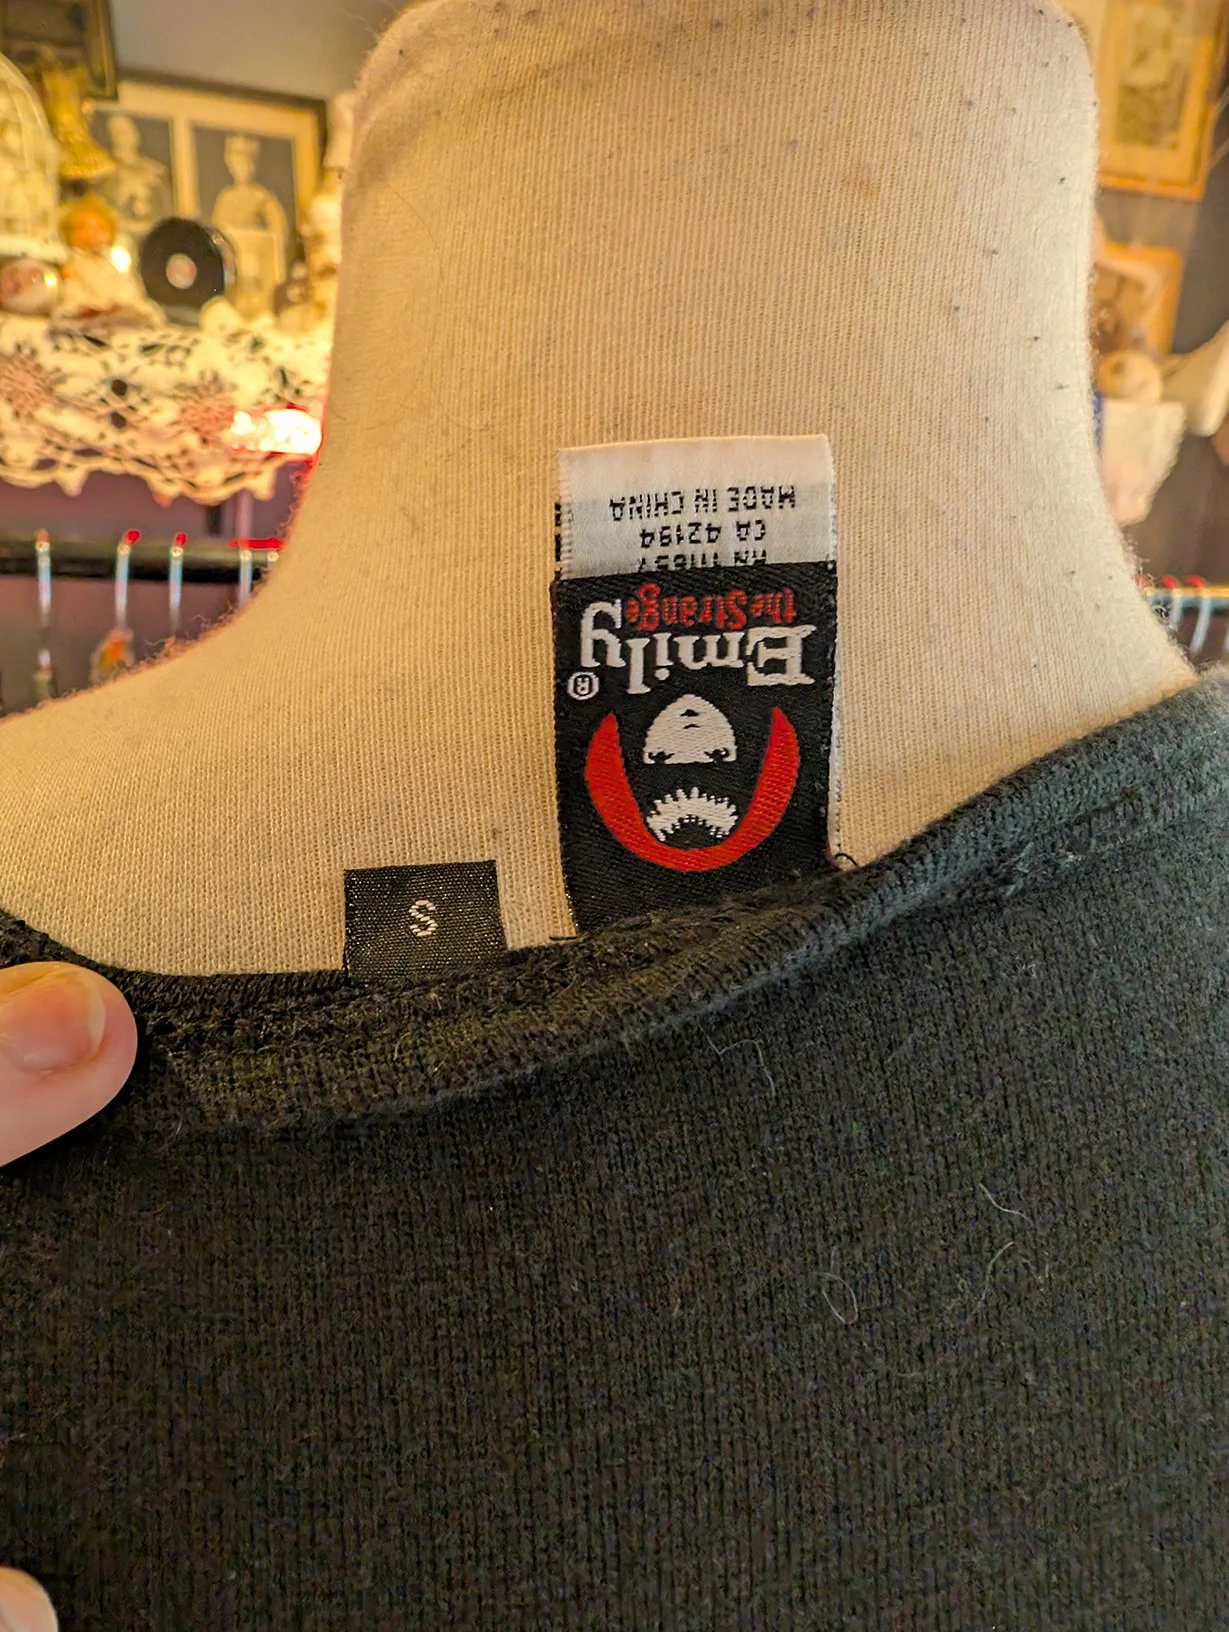 Emily®
the Strange
CA 42194
MADE IN CHINA
S